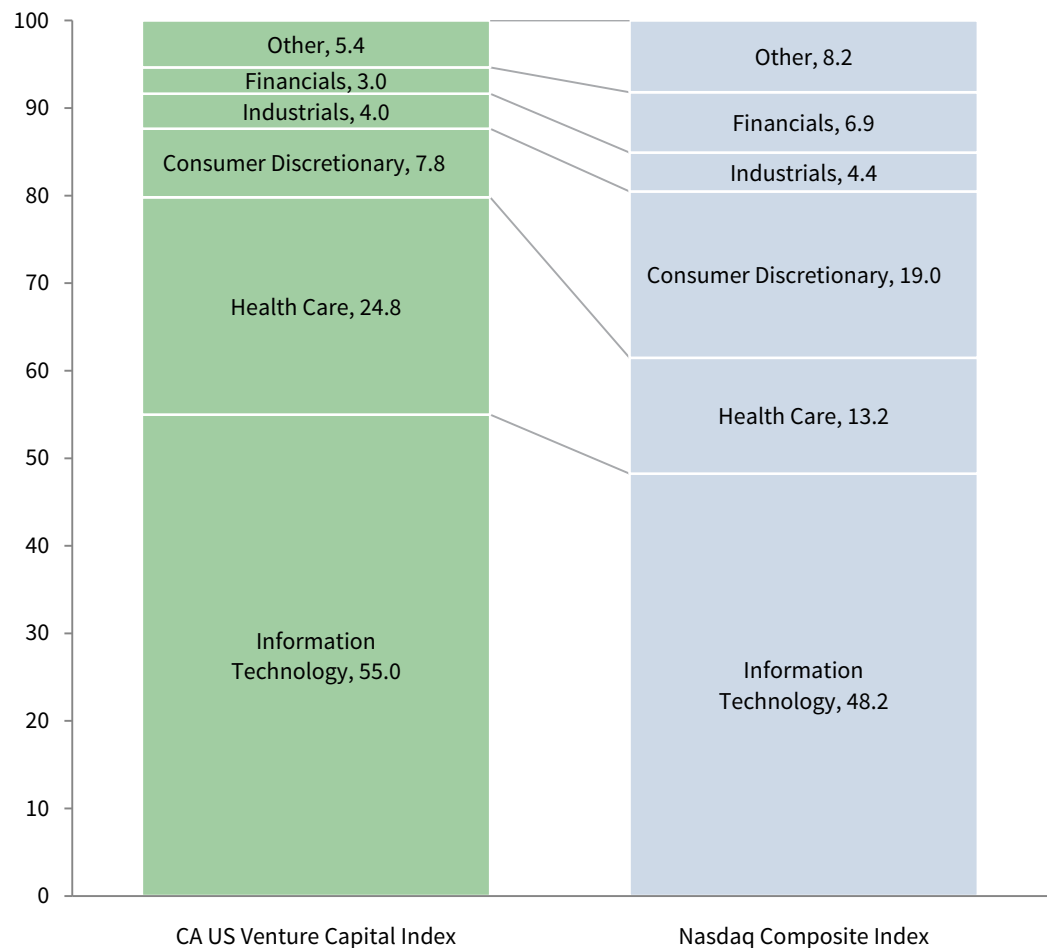 100
90
80
70
60
50
40
30
20
10
0
Other, 5.4
Financials, 3.0
Industrials, 4.0
Consumer Discretionary, 7.8
Health Care, 24.8
Information
Technology, 55.0
Other, 8.2
Financials, 6.9
Industrials, 4.4
Consumer Discretionary, 19.0
Health Care, 13.2
Information
Technology, 48.2
CA US Venture Capital Index
Nasdaq Composite Index